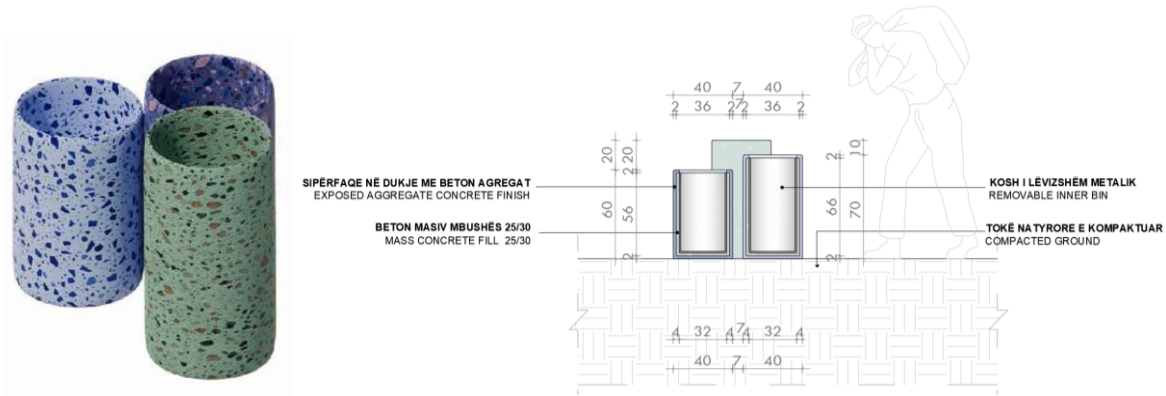 40 7 40
2 36 2 7 2 36 2
20 20 2 10
2 2
SIPËRFAQE NË DUKJE ME BETON AGREGAT
EXPOSED AGGREGATE CONCRETE FINISH
KOSH I LËVIZSHËM METALIK
REMOVABLE INNER BIN
60 56 66 70
BETON MASIV MBUSHËS 25/30
MASS CONCRETE FILL 25/30
TOKË NATYRORE E KOMPAKTUAR
COMPACTED GROUND
2 2
4 32 4 7 4 32 4
40 7 40